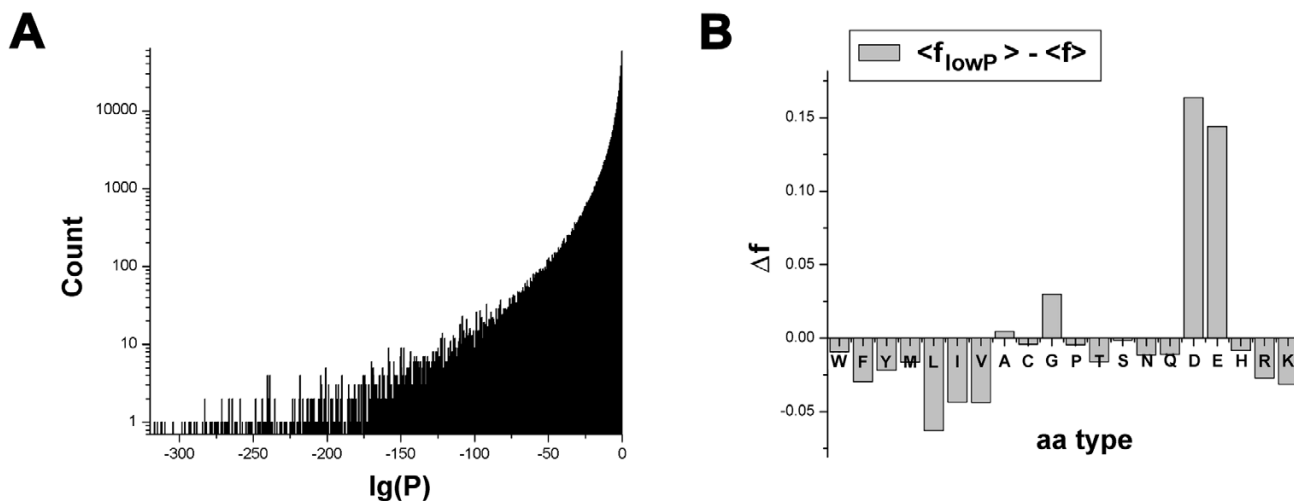 A
Count
10000
1000
100
10
1
-300 -250 -200 -150 -100 -50 0
lg(P)
B
<f_lowP> - <f>
Δf
0.15
0.10
0.05
0.00
-0.05
W F Y M L I V A C G P T S N Q D E H R K
aa type